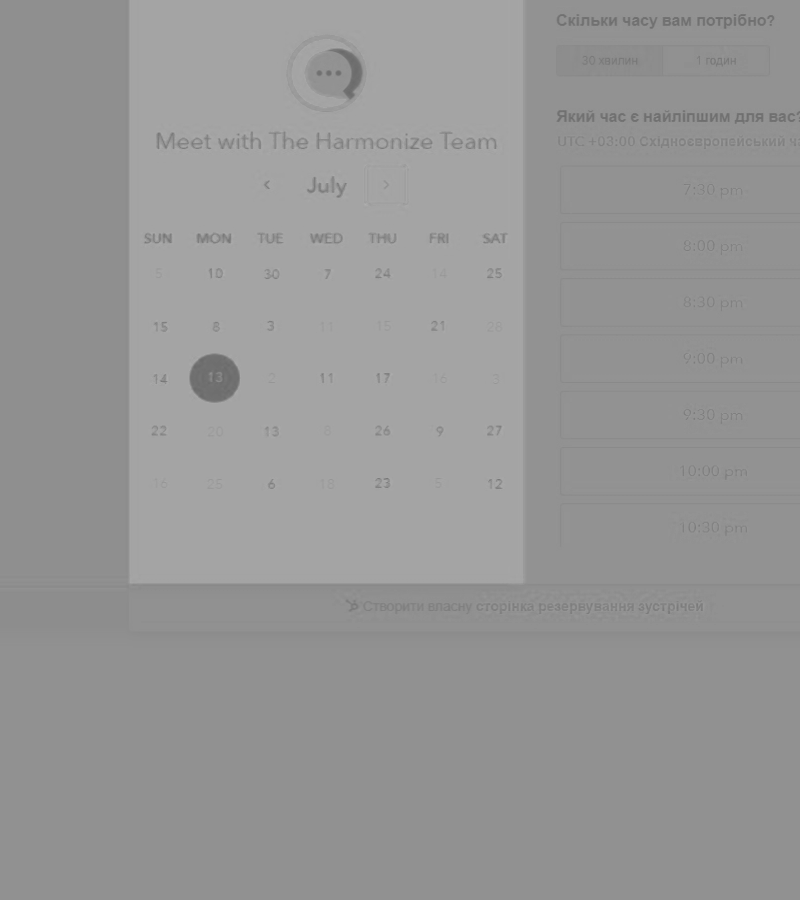 Meet with The Harmonize Team
July
SUN MON TUE WED THU FRI SAT
5 10 30 7 24 14 25
15 8 3 11 15 21 28
14 13 2 11 17 16 3
22 20 13 8 26 9 27
16 25 6 18 23 5 12
Скільки часу вам потрібно?
30 хвилин 1 годин
Який час є найліпшим для вас?
UTC +03:00 Східноєвропейський
7:30 pm
8:00 pm
8:30 pm
9:00 pm
9:30 pm
10:00 pm
10:30 pm
Створити власну сторінка резервування зустрічей